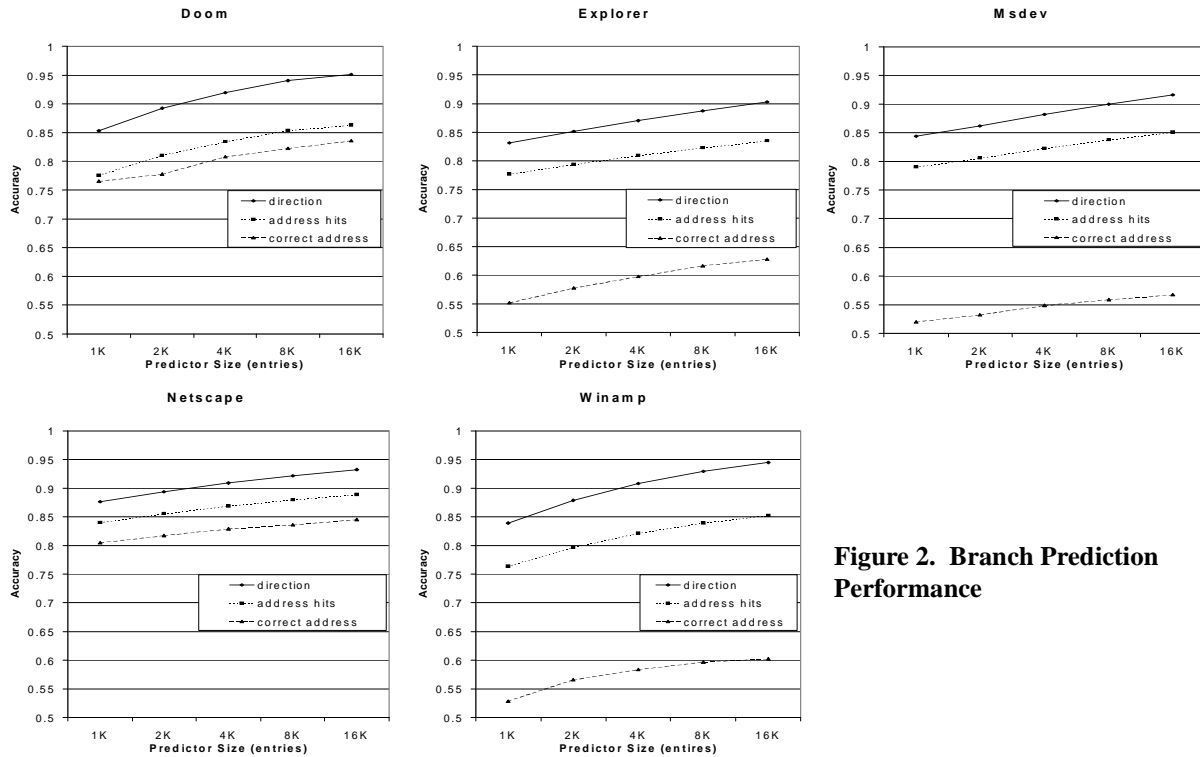 Doom
1
0.95
0.9
0.85
0.8
0.75
0.7
0.65
0.6
0.55
0.5
Accuracy
direction
address hits
correct address
1K 2K 4K 8K 16K
Predictor Size (entries)
Explorer
1
0.95
0.9
0.85
0.8
0.75
0.7
0.65
0.6
0.55
0.5
Accuracy
direction
address hits
correct address
1K 2K 4K 8K 16K
Predictor Size (entries)
Msdev
1
0.95
0.9
0.85
0.8
0.75
0.7
0.65
0.6
0.55
0.5
Accuracy
direction
address hits
correct address
1K 2K 4K 8K 16K
Predictor Size (entries)
Netscape
1
0.95
0.9
0.85
0.8
0.75
0.7
0.65
0.6
0.55
0.5
Accuracy
direction
address hits
correct address
1K 2K 4K 8K 16K
Predictor Size (entries)
Winamp
1
0.95
0.9
0.85
0.8
0.75
0.7
0.65
0.6
0.55
0.5
Accuracy
direction
address hits
correct address
1K 2K 4K 8K 16K
Predictor Size (entires)
Figure 2. Branch Prediction
Performance